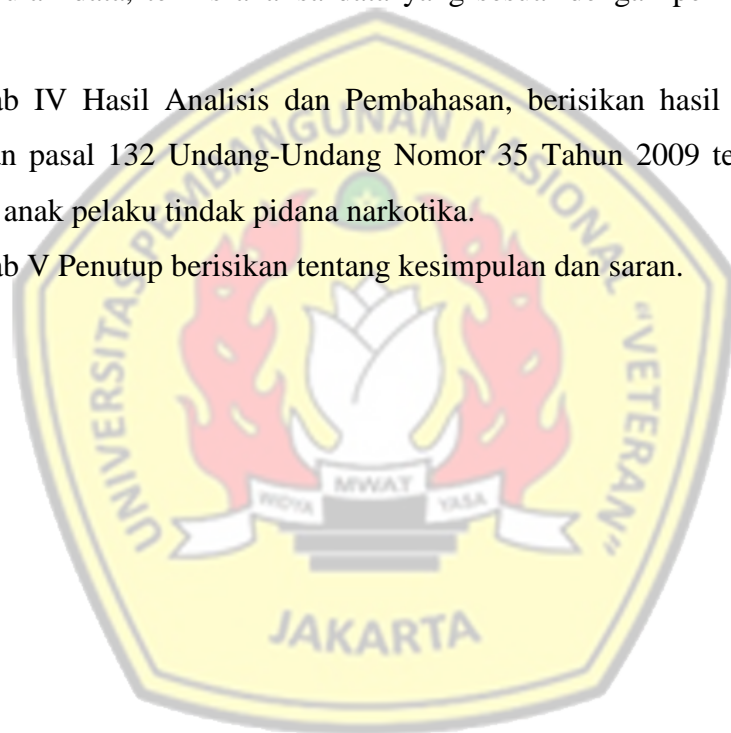 ab IV Hasil Analisis dan Pembahasan, berisikan hasil
an pasal 132 Undang-Undang Nomor 35 Tahun 2009 te
anak pelaku tindak pidana narkotika.
ab V Penutup berisikan tentang kesimpulan dan saran.
UNIVERSITAS PEMBANGUNAN NASIONAL "VETERAN"
WIDYA MWAT YASA
JAKARTA